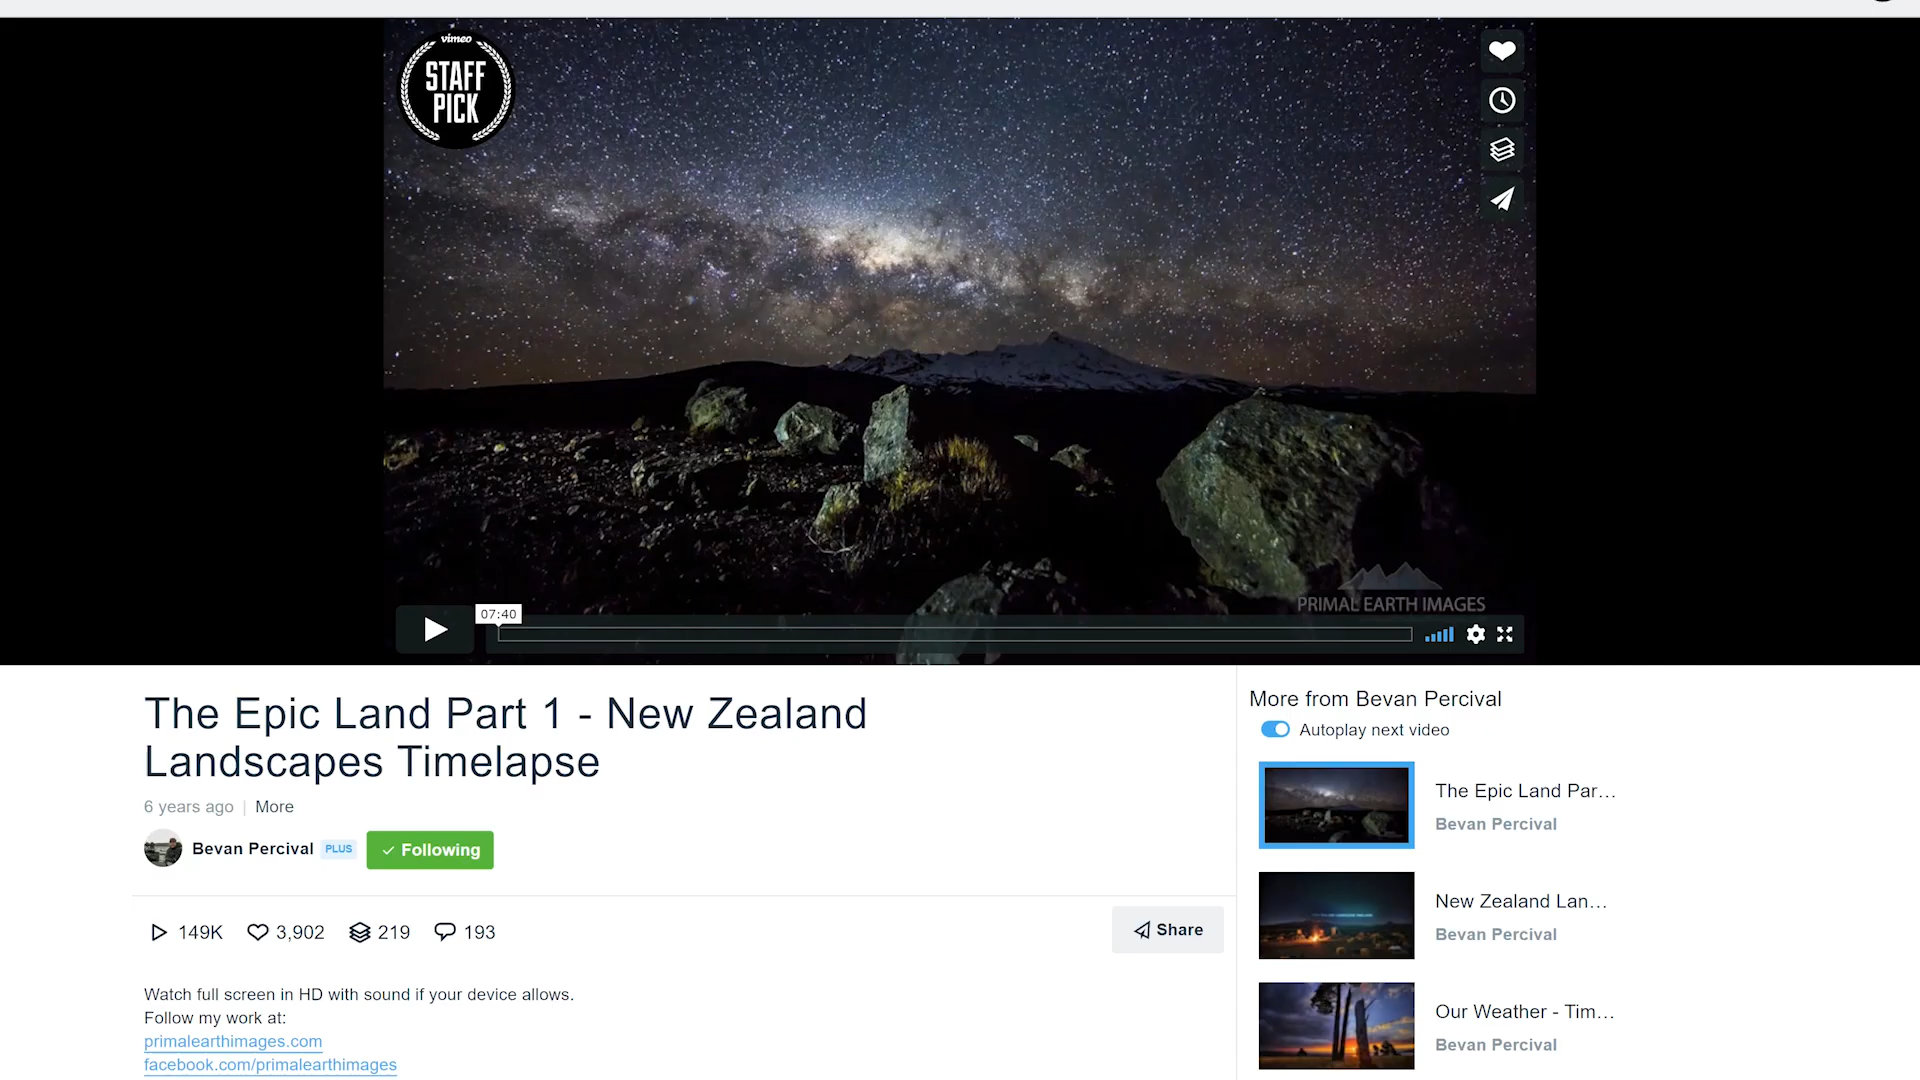 vimeo
STAFF
PICK
PRIMAL EARTH IMAGES
07:40
The Epic Land Part 1 - New Zealand
Landscapes Timelapse
6 years ago | More
Bevan Percival PLUS Following
149K 3,902 219 193
Share
Watch full screen in HD with sound if your device allows.
Follow my work at:
primalearthimages.com
facebook.com/primalearthimages
More from Bevan Percival
Autoplay next video
The Epic Land Par...
Bevan Percival
New Zealand Lan...
Bevan Percival
Our Weather - Tim...
Bevan Percival